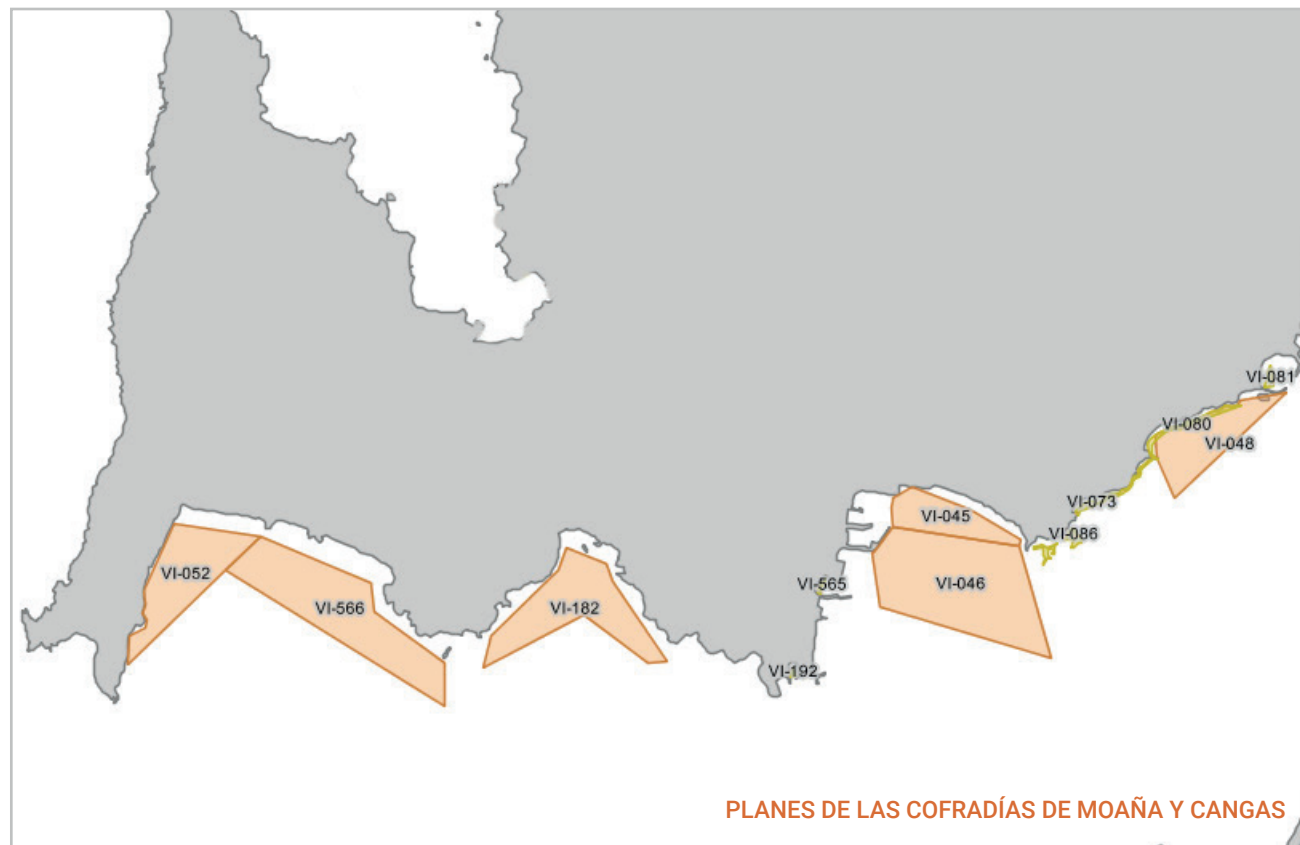 VI-081
VI-080
VI-048
VI-073
VI-045
VI-086
VI-052
VI-046
VI-565
VI-566
VI-182
VI-192
PLANES DE LAS COFRADÍAS DE MOAÑA Y CANGAS